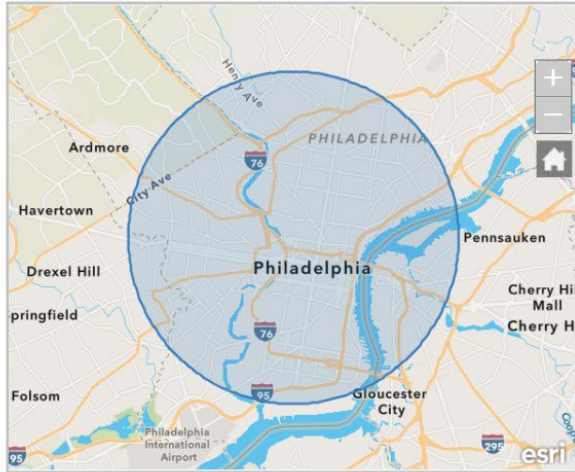 Henry Ave
PHILADELPHIA
Ardmore
76
City Ave
Havertown
Pennsauken
Drexel Hill
Philadelphia
Cherry Hi
Mall
pringfield
76
Cherry H
Folsom
95
Gloucester
City
Philadelphia
International
Airport
95
295
Coop
esri